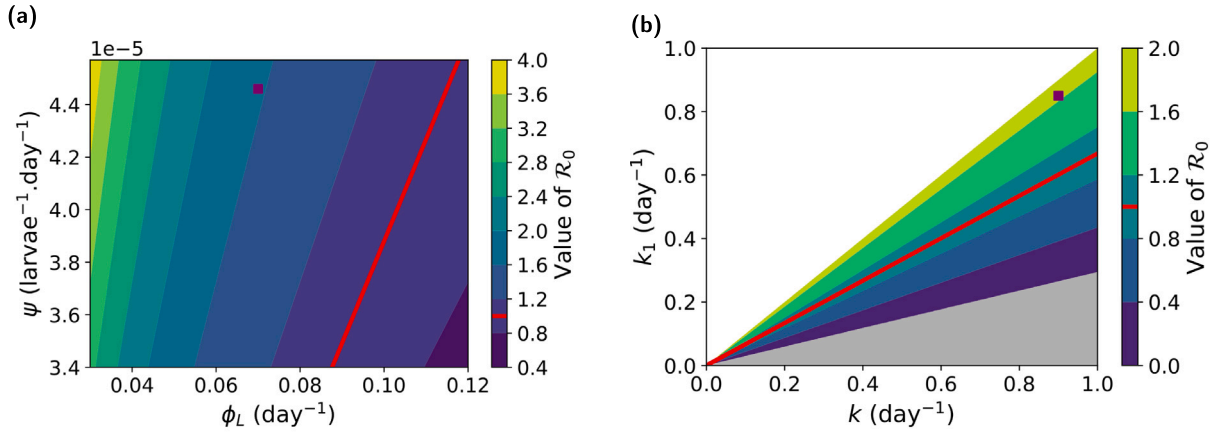 (a)
1e−5
4.4
4.2
4.0
3.8
3.6
3.4
ψ (larvae⁻¹.day⁻¹)
0.04 0.06 0.08 0.10 0.12
ϕ_L (day⁻¹)
4.0
3.6
3.2
2.8
2.4
2.0
1.6
1.2
0.8
0.4
Value of ℛ₀
(b)
1.0
0.8
0.6
0.4
0.2
0.0
k₁ (day⁻¹)
0.0 0.2 0.4 0.6 0.8 1.0
k (day⁻¹)
2.0
1.6
1.2
0.8
0.4
0.0
Value of ℛ₀